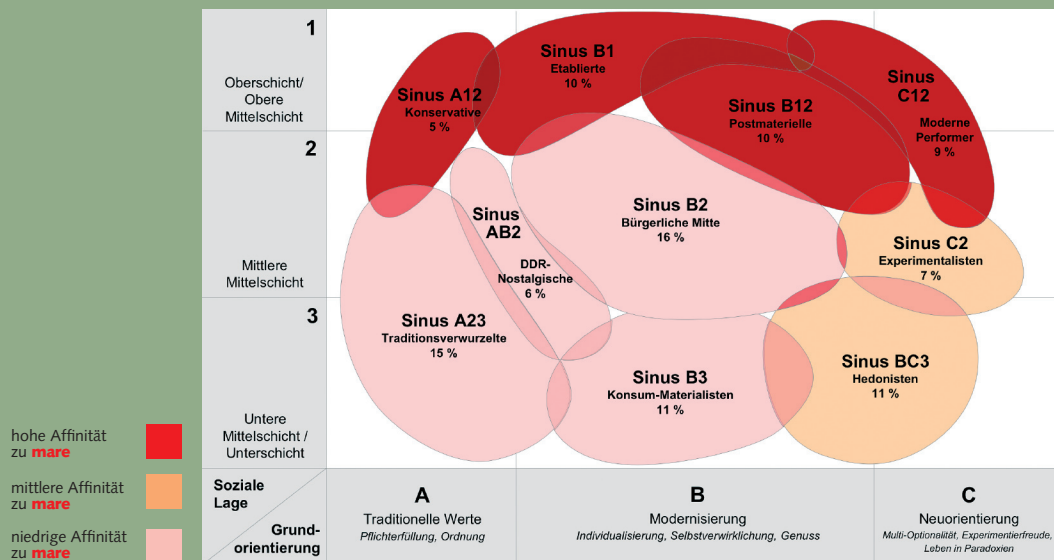 1
Oberschicht/
Obere
Mittelschicht
2
Mittlere
Mittelschicht
3
Untere
Mittelschicht /
Unterschicht
Sinus A12
Konservative
5 %
Sinus B1
Etablierte
10 %
Sinus B12
Postmaterielle
10 %
Sinus
C12
Moderne
Performer
9 %
Sinus
AB2
DDR-
Nostalgische
6 %
Sinus B2
Bürgerliche Mitte
16 %
Sinus C2
Experimentalisten
7 %
Sinus A23
Traditionsverwurzelte
15 %
Sinus B3
Konsum-Materialisten
11 %
Sinus BC3
Hedonisten
11 %
hohe Affinität
zu mare
mittlere Affinität
zu mare
niedrige Affinität
zu mare
Soziale
Lage
Grund-
orientierung
A
Traditionelle Werte
Pflichterfüllung, Ordnung
B
Modernisierung
Individualisierung, Selbstverwirklichung, Genuss
C
Neuorientierung
Multi-Optionalität, Experimentierfreude,
Leben in Paradoxien